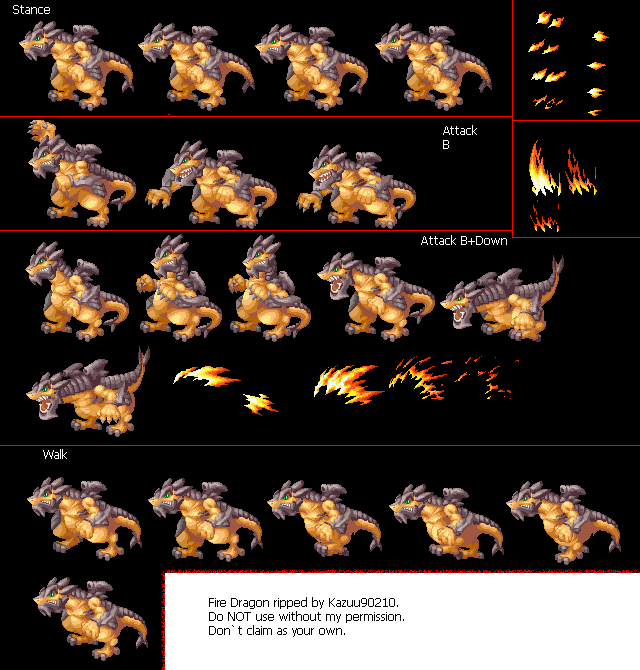 Stance
Attack
B
Attack B+Down
Walk
Fire Dragon ripped by Kazuu90210.
Do NOT use without my permission.
Don`t claim as your own.